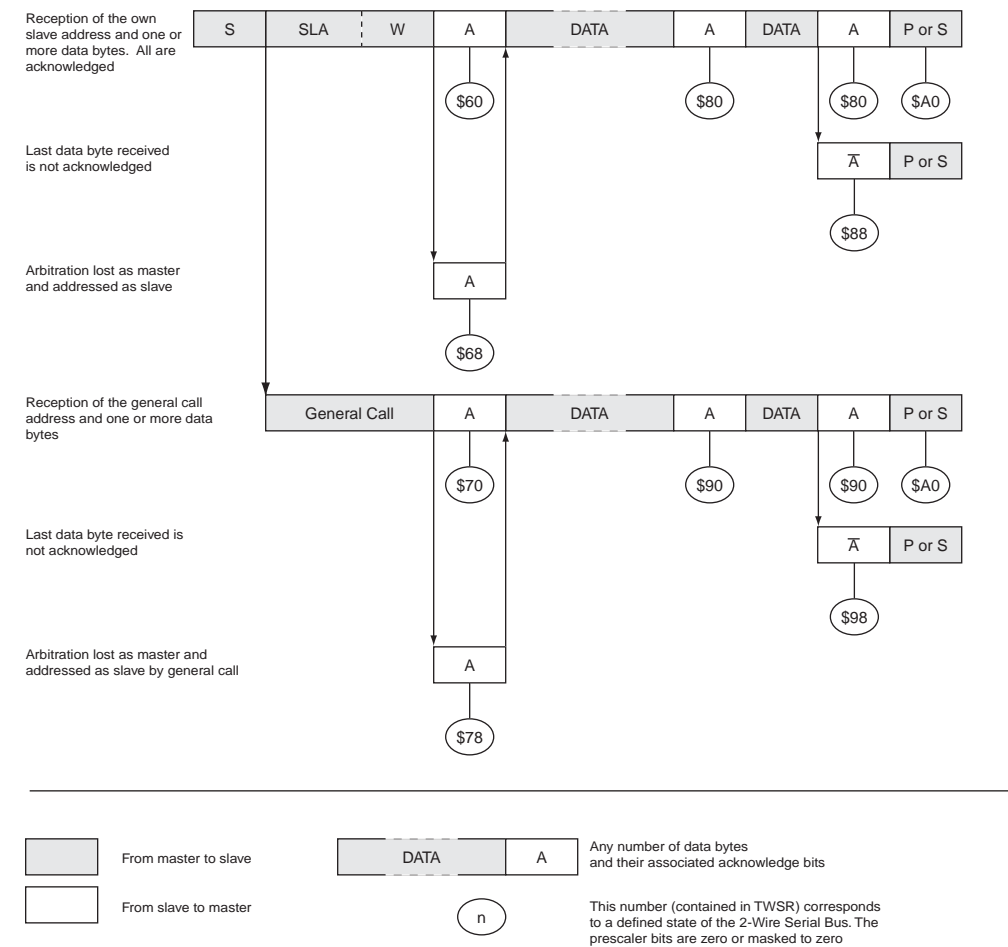 Reception of the own
slave address and one or
more data bytes. All are
acknowledged
S SLA W A DATA A DATA A P or S
$60 $80 $80 $A0
Last data byte received
is not acknowledged
A̅ P or S
$88
Arbitration lost as master
and addressed as slave
A
$68
Reception of the general call
address and one or more data
bytes
General Call A DATA A DATA A P or S
$70 $90 $90 $A0
Last data byte received is
not acknowledged
A̅ P or S
$98
Arbitration lost as master and
addressed as slave by general call
A
$78
From master to slave
DATA A
Any number of data bytes
and their associated acknowledge bits
From slave to master
n
This number (contained in TWSR) corresponds
to a defined state of the 2-Wire Serial Bus. The
prescaler bits are zero or masked to zero